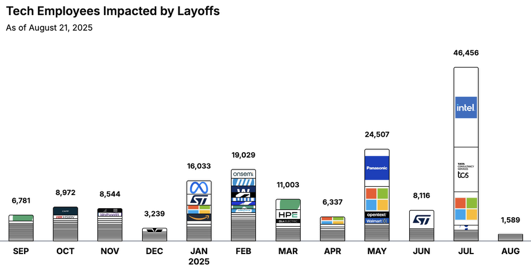 Tech Employees Impacted by Layoffs
As of August 21, 2025
46,456
intel
24,507
Panasonic
tcs
19,029
onsemi
16,033
ST
11,003
HPE
opentext
Walmart
8,972
8,544
8,116
ST
6,781
6,337
3,239
1,589
SEP OCT NOV DEC JAN FEB MAR APR MAY JUN JUL AUG
2025